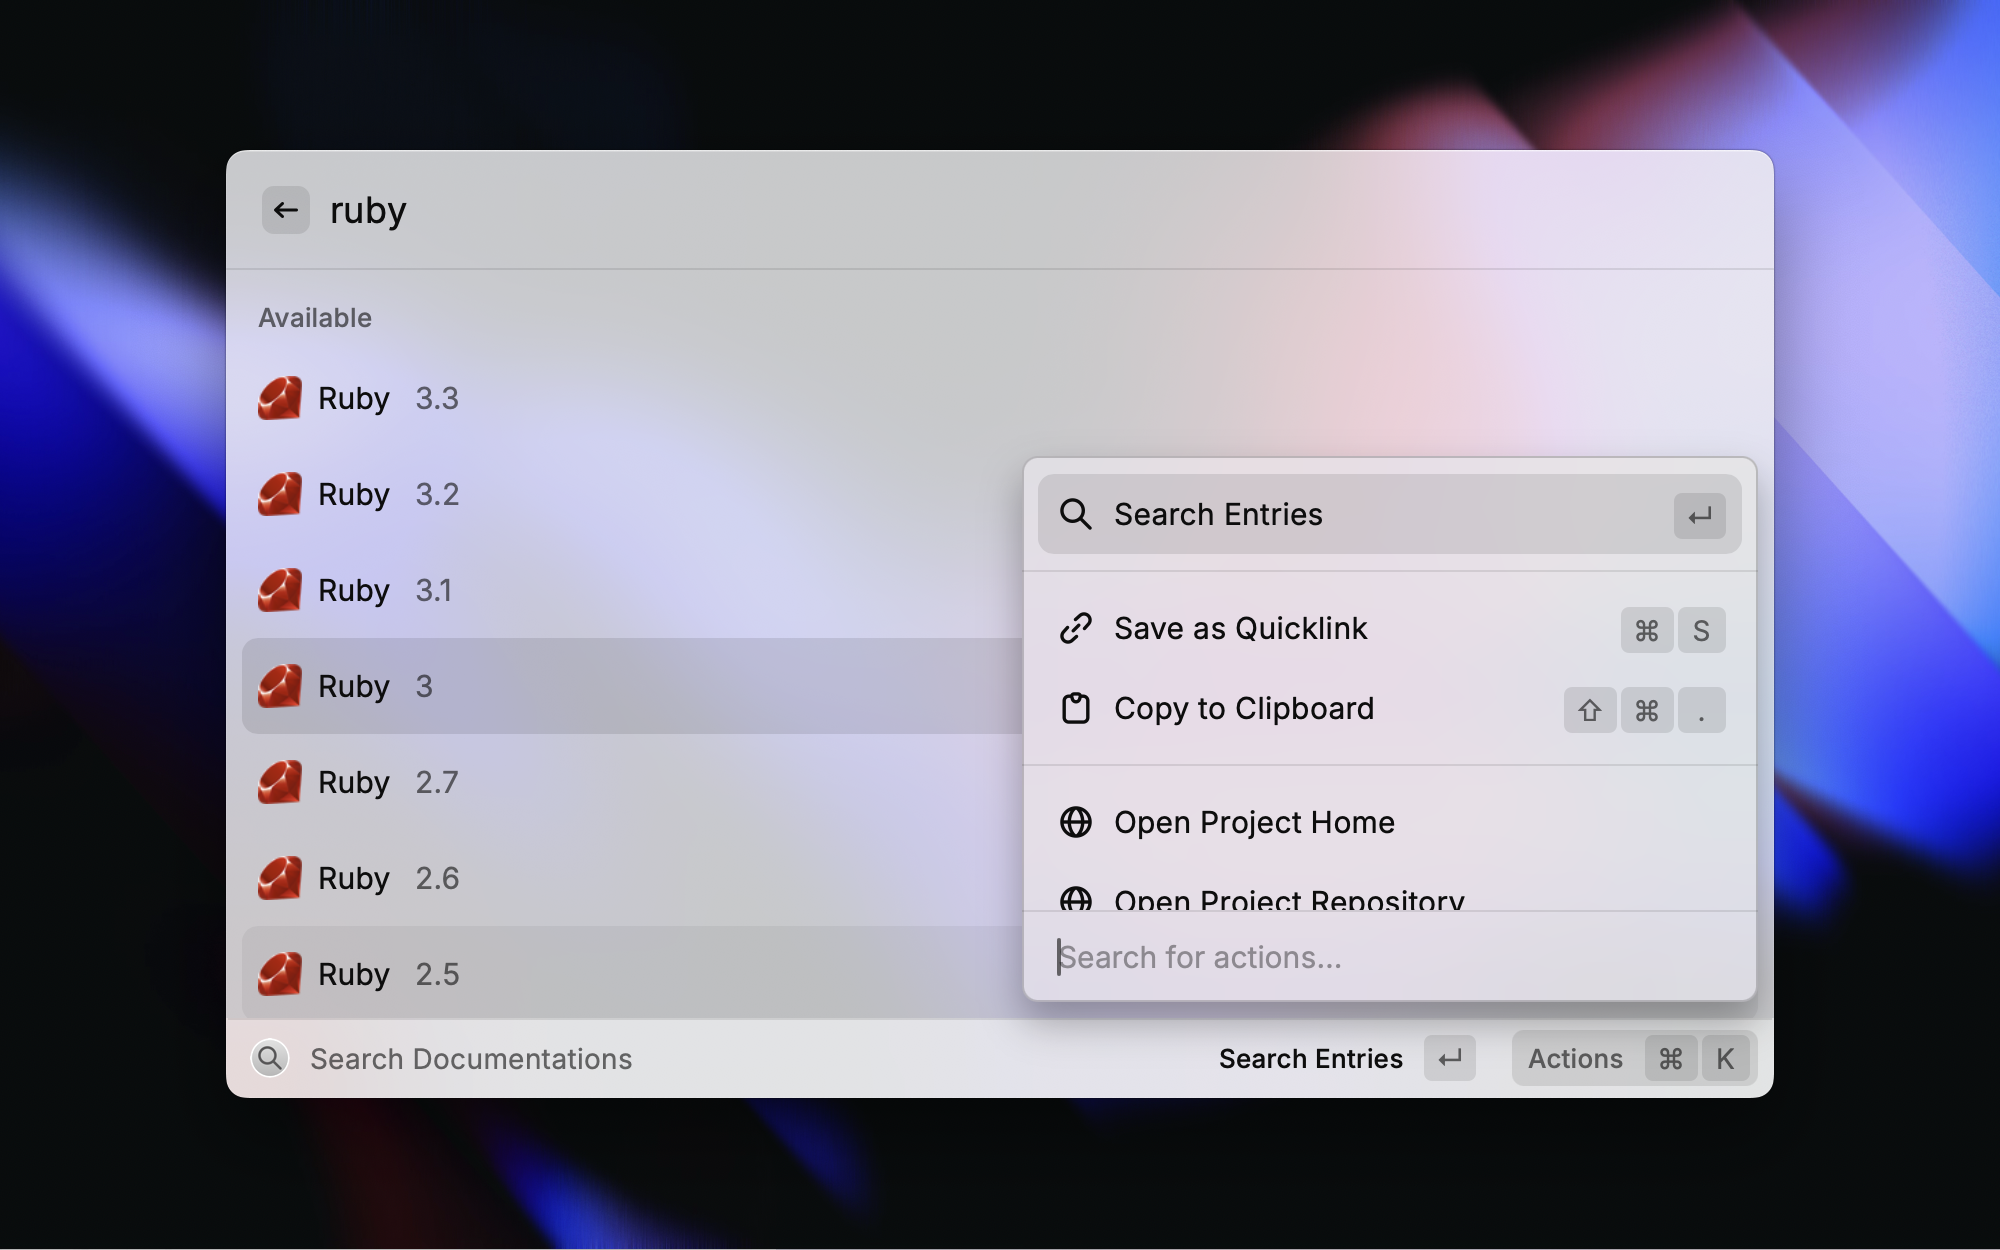 ruby
Available
Ruby 3.3
Ruby 3.2
Ruby 3.1
Ruby 3
Ruby 2.7
Ruby 2.6
Ruby 2.5
Search Entries ↵
Save as Quicklink ⌘ S
Copy to Clipboard ⇧ ⌘ .
Open Project Home
Open Project Repository
Search for actions...
Search Documentations
Search Entries ↵
Actions ⌘ K